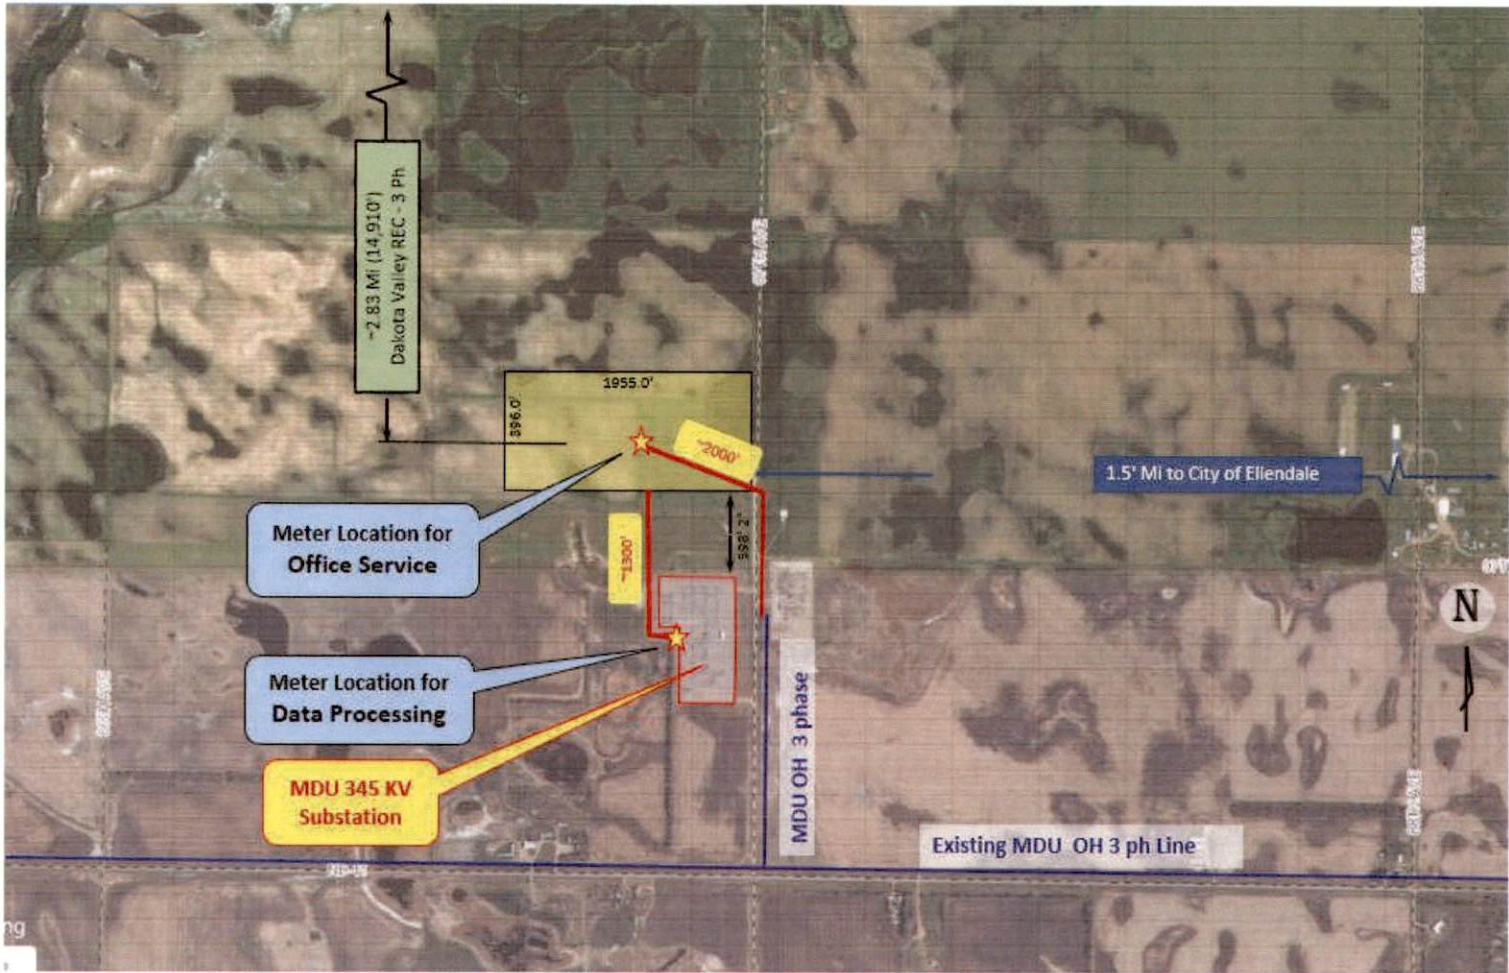 ~2.83 Mi (14,910')
Dakota Valley REC - 3 Ph
1955.0'
896.0'
~2000'
1.5' Mi to City of Ellendale
Meter Location for
Office Service
~1300'
598' 2"
N
Meter Location for
Data Processing
MDU 345 KV
Substation
MDU OH 3 phase
Existing MDU OH 3 ph Line